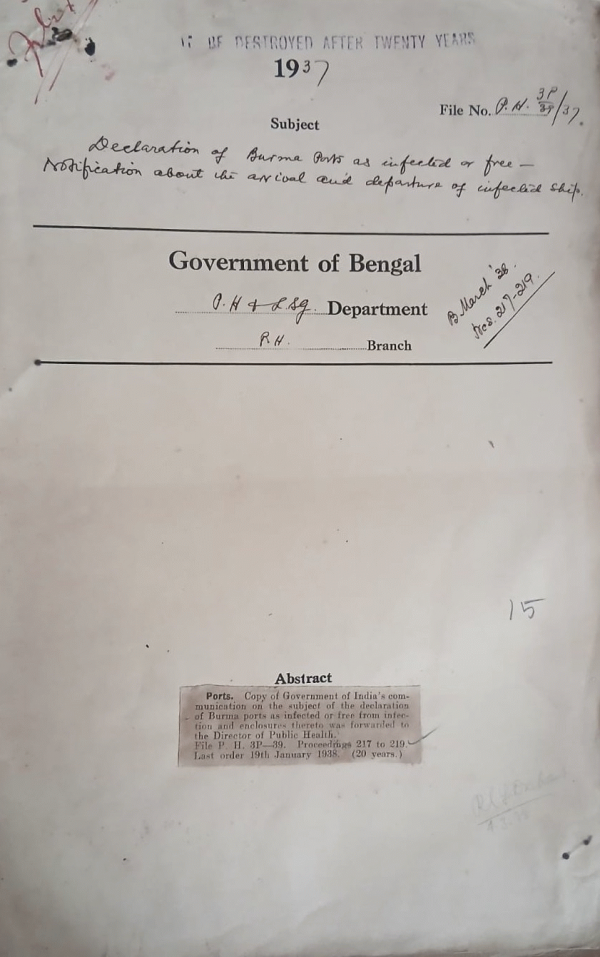 BE DESTROYED AFTER TWENTY YEARS
1937
File No. P.H. 3P/39/37.
Subject
Declaration of Burma Ports as infected or free —
Notification about the arrival and departure of infected ship.
Government of Bengal
P.H & LSg. Department
B March '38.
Nos. 217-219.
P.H. Branch
15
Abstract
Ports. Copy of Government of India's com-
munication on the subject of the declaration
of Burma ports as infected or free from infec-
tion and enclosures thereto was forwarded to
the Director of Public Health.
File P. H. 3P—39. Proceedings 217 to 219.
Last order 19th January 1938. (20 years.)